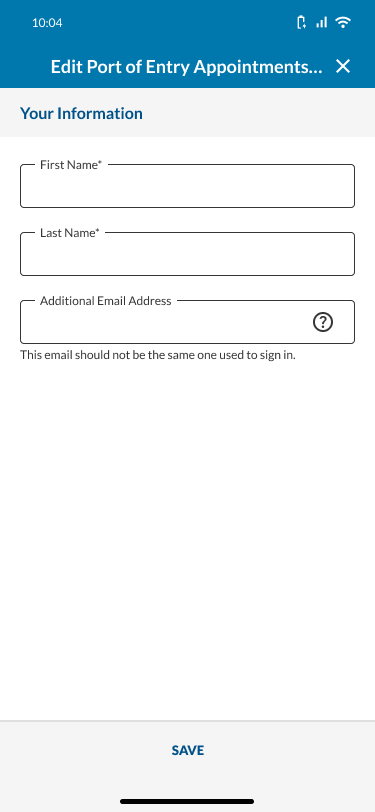 10:04
Edit Port of Entry Appointments...
Your Information
First Name*
Last Name*
Additional Email Address
This email should not be the same one used to sign in.
SAVE